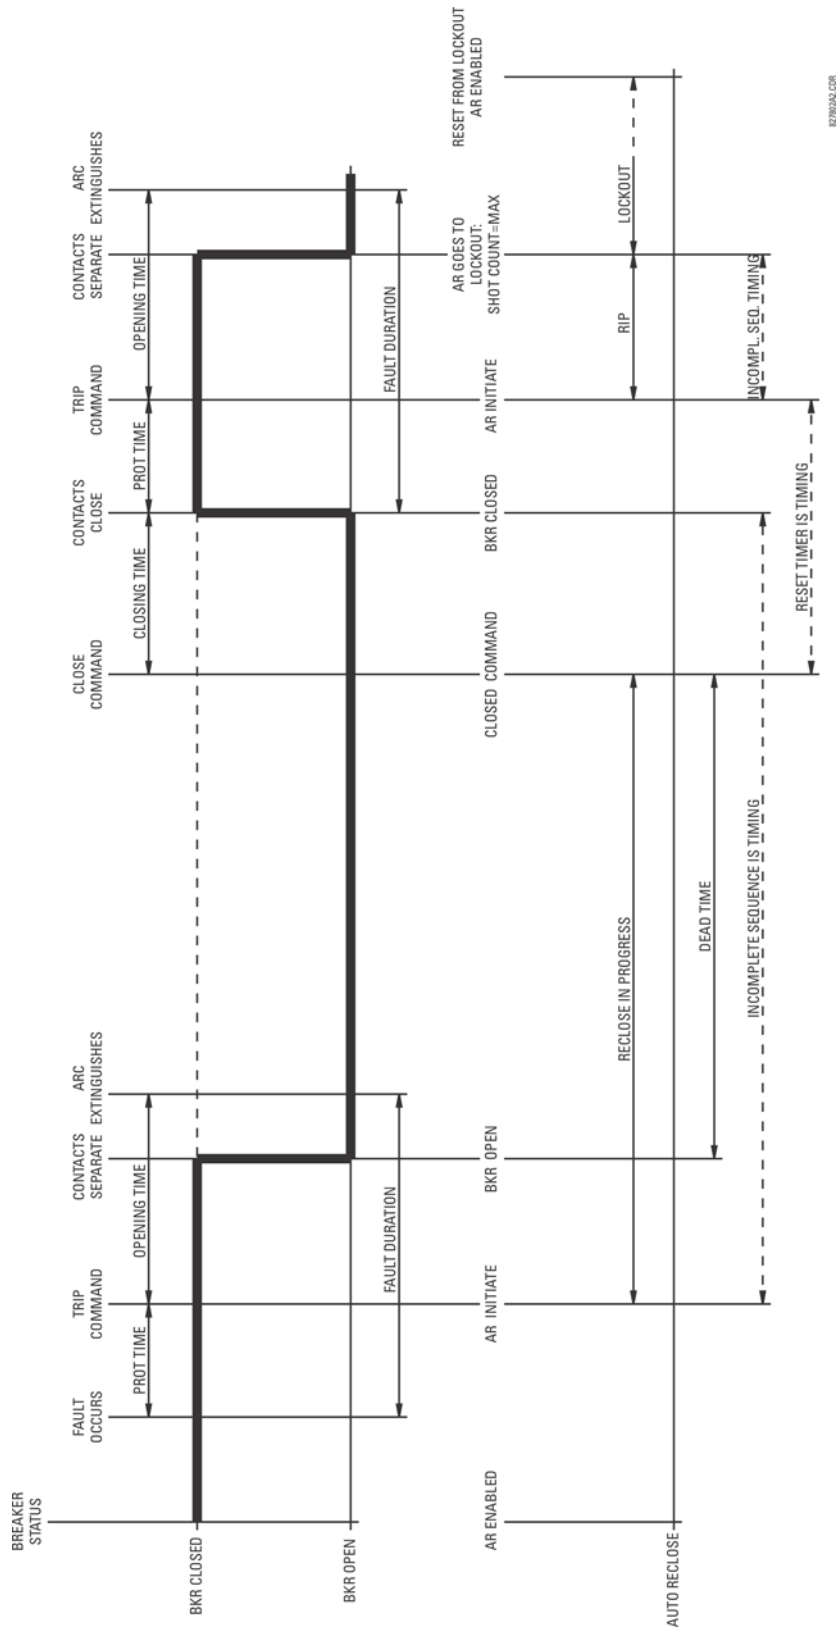 BREAKER
STATUS
BKR CLOSED
BKR OPEN
FAULT
OCCURS
TRIP
COMMAND
CONTACTS
SEPARATE
ARC
EXTINGUISHES
CLOSE
COMMAND
CONTACTS
CLOSE
TRIP
COMMAND
CONTACTS
SEPARATE
ARC
EXTINGUISHES
PROT TIME
OPENING TIME
CLOSING TIME
PROT TIME
OPENING TIME
FAULT DURATION
FAULT DURATION
AR ENABLED
AR INITIATE
BKR OPEN
CLOSED COMMAND
BKR CLOSED
AR INITIATE
AR GOES TO
LOCKOUT:
SHOT COUNT=MAX
RESET FROM LOCKOUT
AR ENABLED
RECLOSE IN PROGRESS
RIP
LOCKOUT
AUTO RECLOSE
DEAD TIME
INCOMPLETE SEQUENCE IS TIMING
INCOMPL. SEQ. TIMING
RESET TIMER IS TIMING
827802A2.CDR